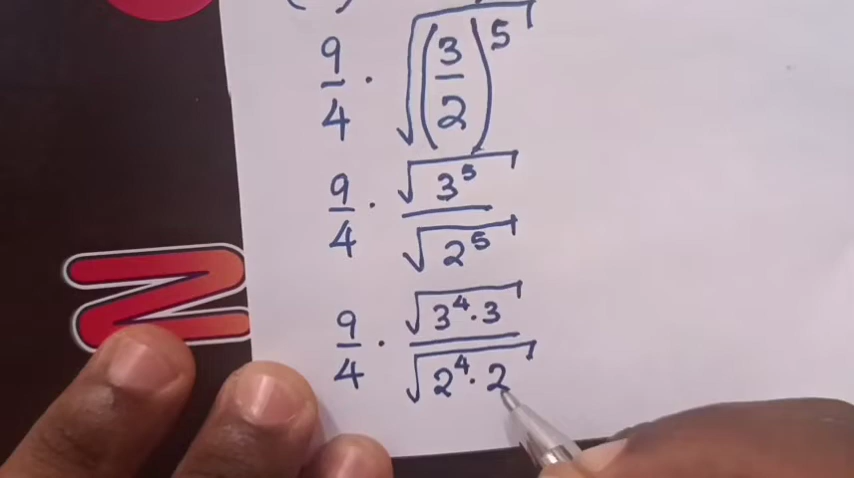 9/4 · √(3/2)^5
9/4 · √3^5/√2^5
9/4 · √3^4·3/√2^4·2
N